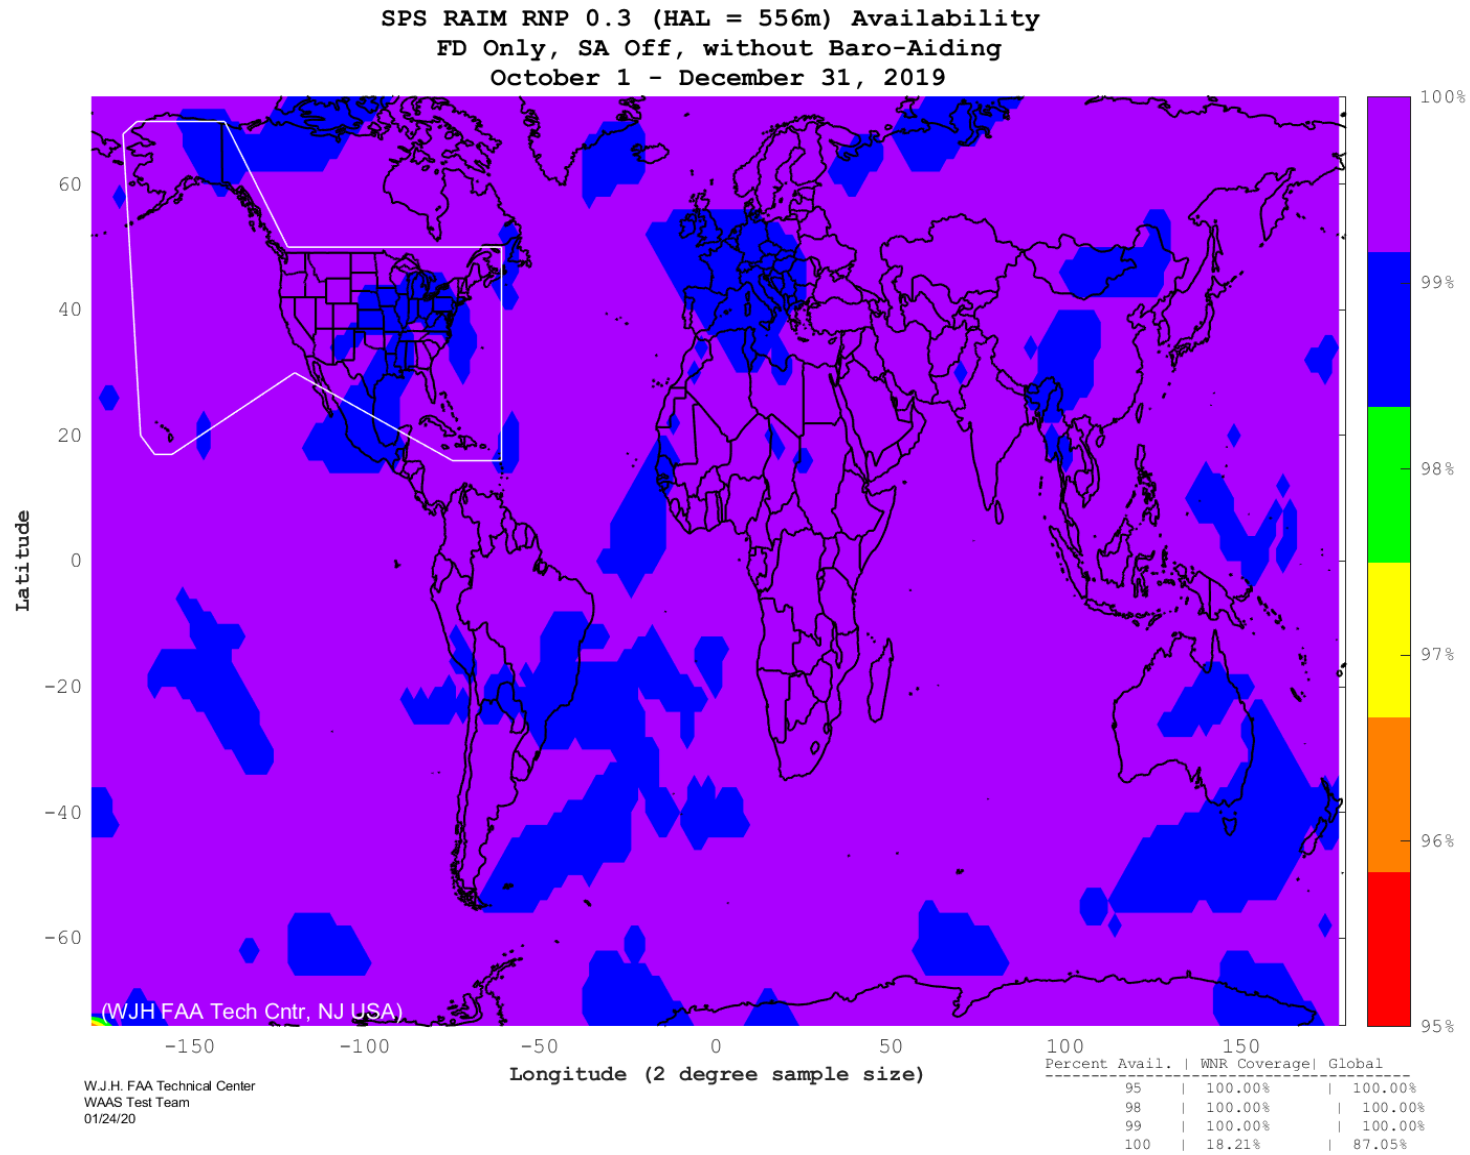 SPS RAIM RNP 0.3 (HAL = 556m) Availability
FD Only, SA Off, without Baro-Aiding
October 1 - December 31, 2019
100%
99%
98%
97%
96%
95%
Latitude
60
40
20
0
-20
-40
-60
(WJH FAA Tech Cntr, NJ USA)
-150 -100 -50 0 50 100 150
Longitude (2 degree sample size)
Percent Avail. | WNR Coverage| Global
95 | 100.00% | 100.00%
98 | 100.00% | 100.00%
99 | 100.00% | 100.00%
100 | 18.21% | 87.05%
W.J.H. FAA Technical Center
WAAS Test Team
01/24/20